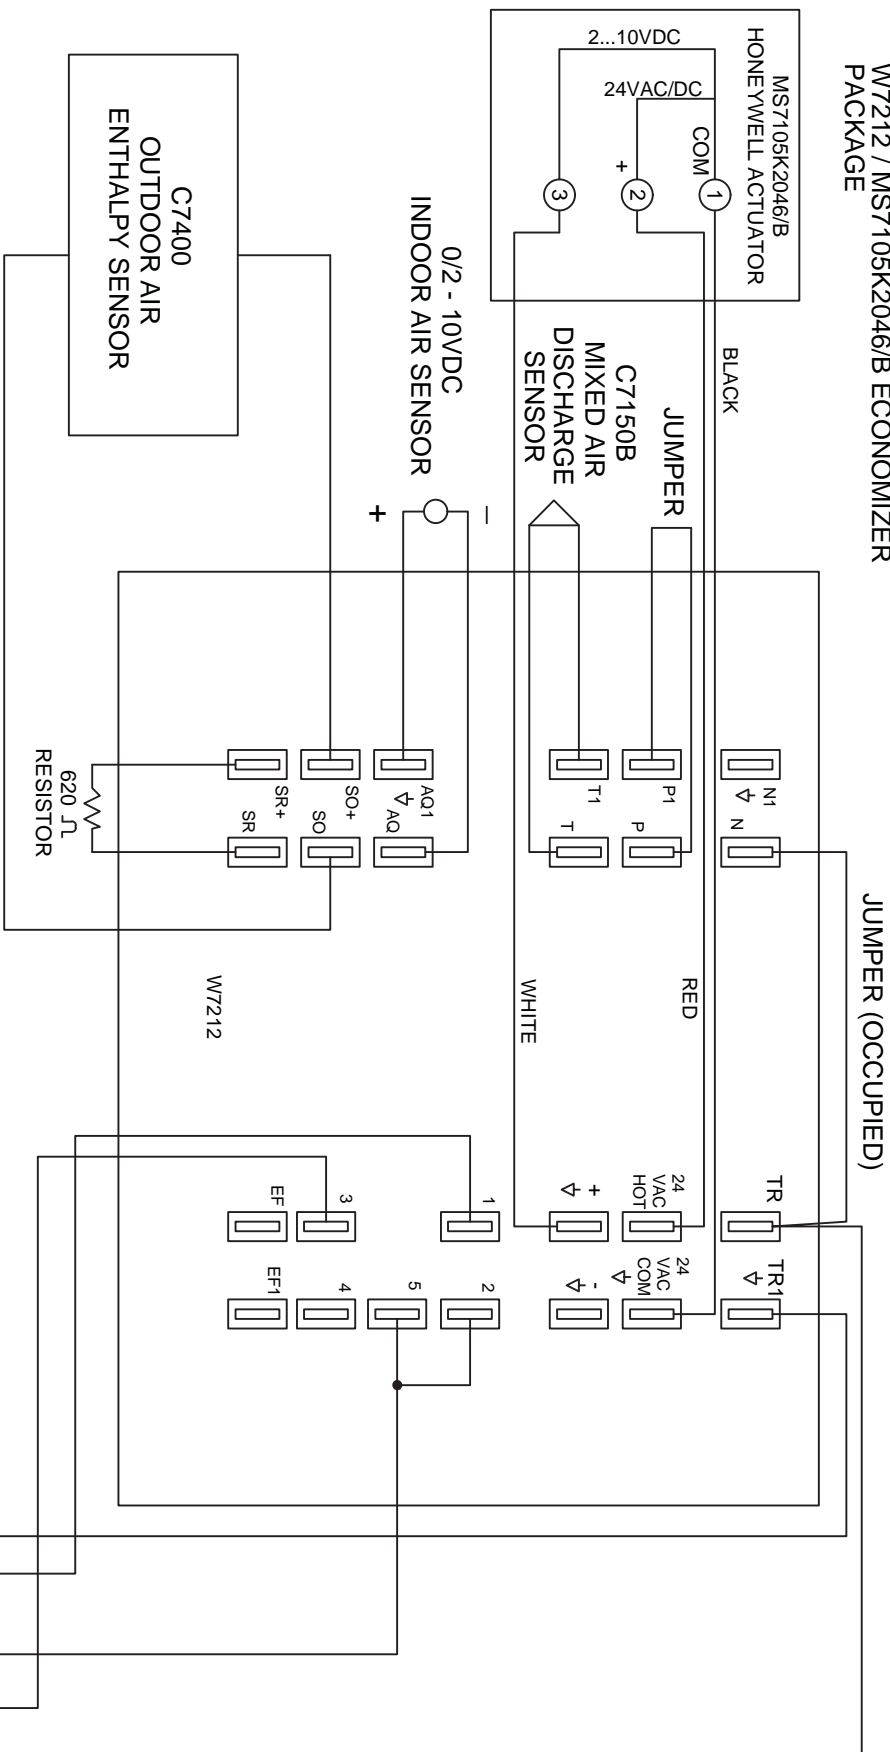 W7212 / MS7105K2046/B ECONOMIZER
PACKAGE
MS7105K2046/B
HONEYWELL ACTUATOR
2...10VDC
24VAC/DC
COM
+
1
2
3
BLACK
JUMPER
C7150B
MIXED AIR
DISCHARGE
SENSOR
0/2 - 10VDC
INDOOR AIR SENSOR
–
+
C7400
OUTDOOR AIR
ENTHALPY SENSOR
JUMPER (OCCUPIED)
N1
N
P1
P
T1
T
AQ1
AQ
SO+
SO
SR+
SR
620 Ω
RESISTOR
RED
WHITE
W7212
TR
TR1
24
VAC
HOT
24
VAC
COM
+
-
1
2
5
3
4
EF
EF1